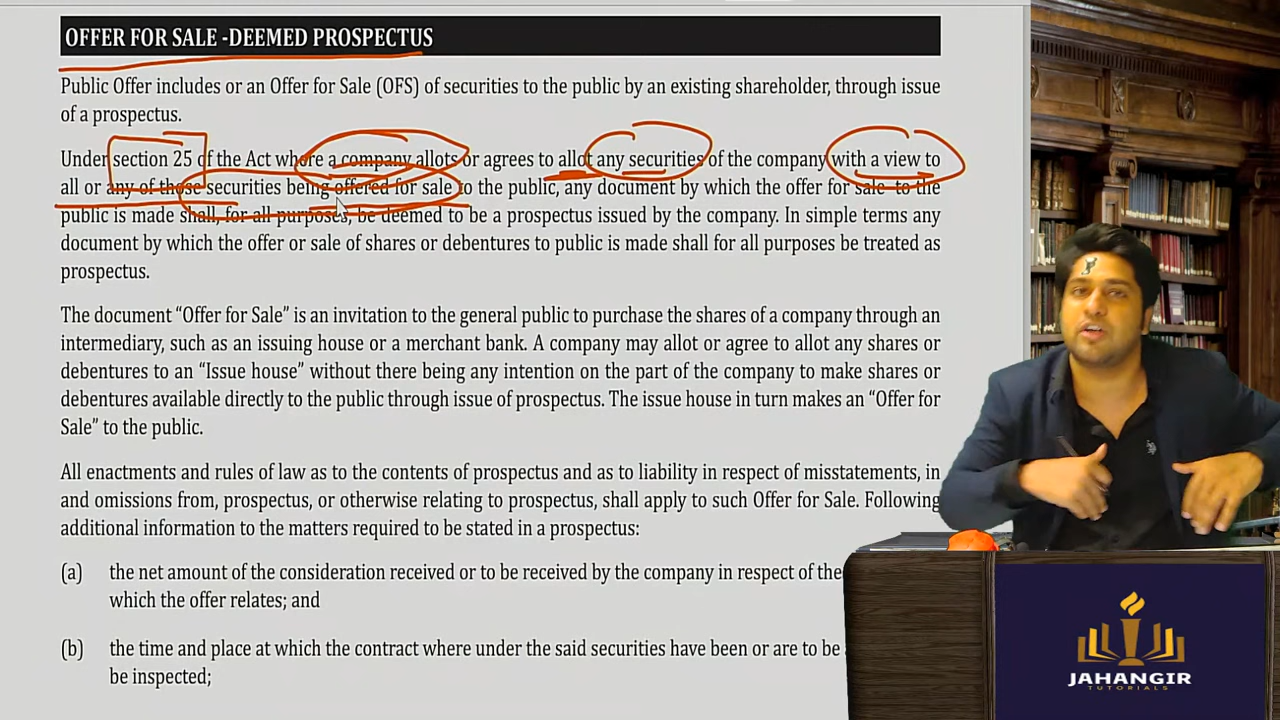 OFFER FOR SALE -DEEMED PROSPECTUS
Public Offer includes or an Offer for Sale (OFS) of securities to the public by an existing shareholder, through issue
of a prospectus.
Under section 25 of the Act where a company allots or agrees to allot any securities of the company with a view to
all or any of those securities being offered for sale to the public, any document by which the offer for sale to the
public is made shall, for all purposes, be deemed to be a prospectus issued by the company. In simple terms any
document by which the offer or sale of shares or debentures to public is made shall for all purposes be treated as
prospectus.
The document “Offer for Sale” is an invitation to the general public to purchase the shares of a company through an
intermediary, such as an issuing house or a merchant bank. A company may allot or agree to allot any shares or
debentures to an “Issue house” without there being any intention on the part of the company to make shares or
debentures available directly to the public through issue of prospectus. The issue house in turn makes an “Offer for
Sale” to the public.
All enactments and rules of law as to the contents of prospectus and as to liability in respect of misstatements, in
and omissions from, prospectus, or otherwise relating to prospectus, shall apply to such Offer for Sale. Following
additional information to the matters required to be stated in a prospectus:
(a) the net amount of the consideration received or to be received by the company in respect of the
which the offer relates; and
(b) the time and place at which the contract where under the said securities have been or are to be
be inspected;
JAHANGIR
TUTORIALS